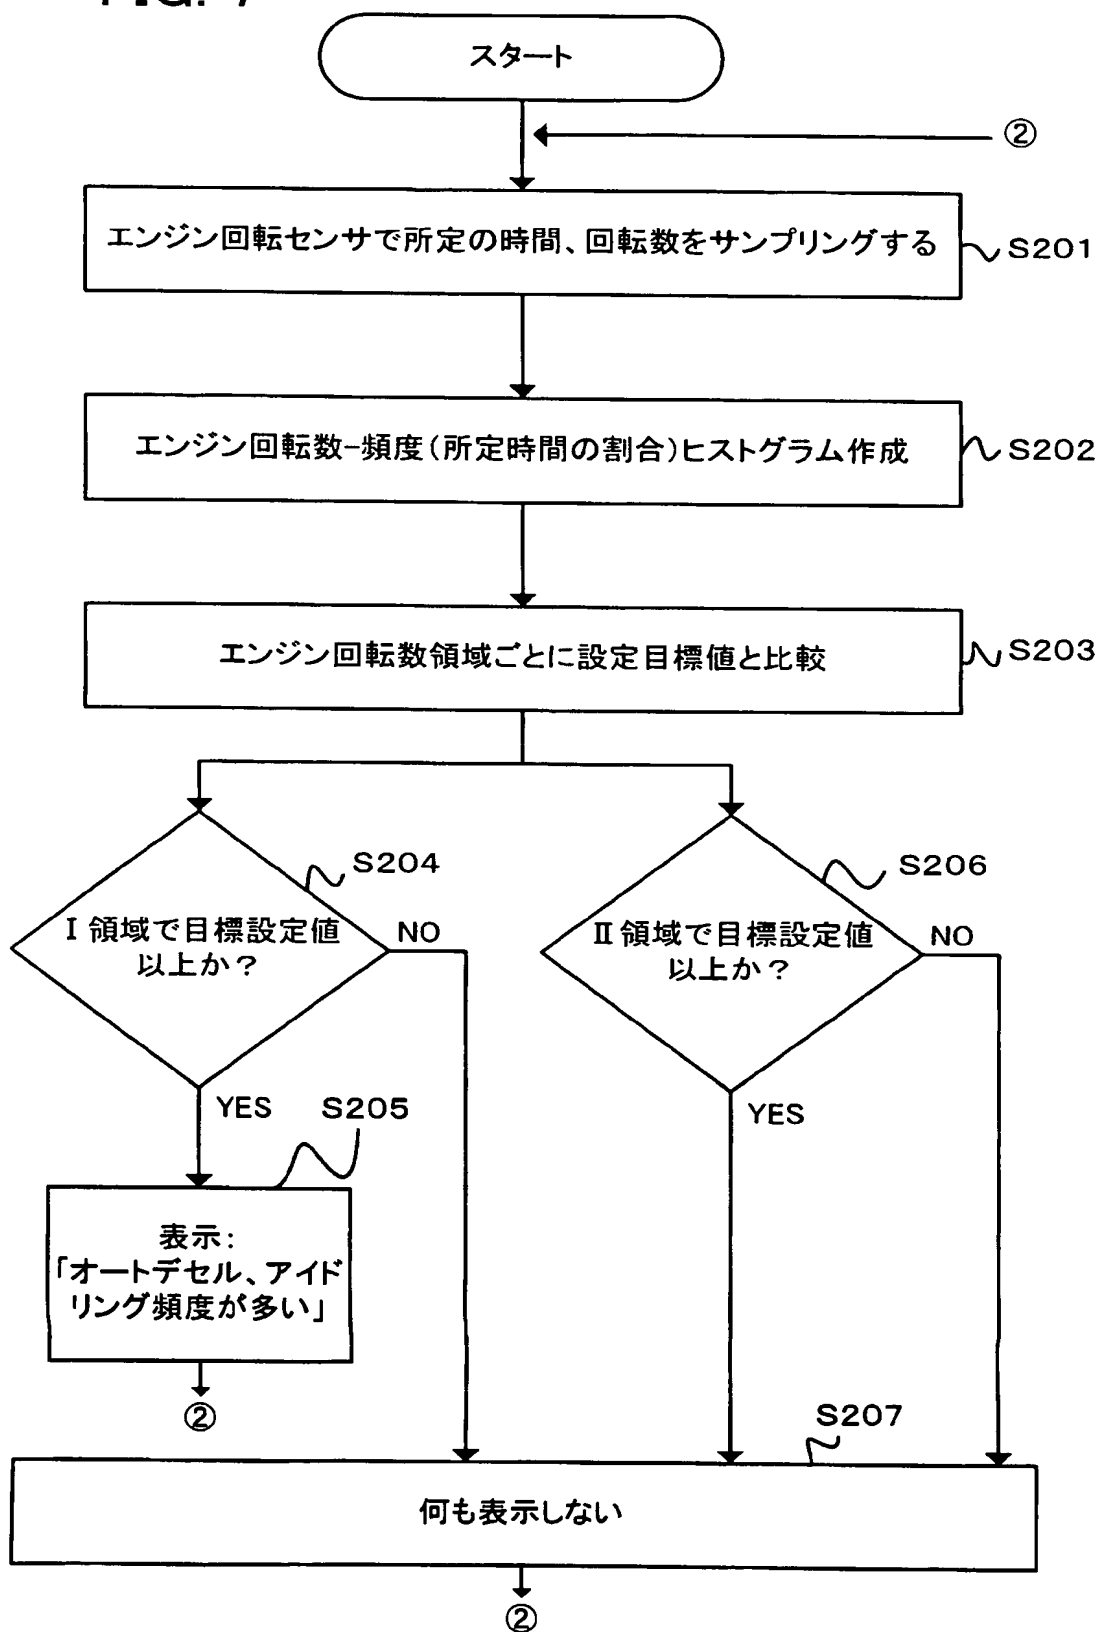 スタート
②
エンジン回転センサで所定の時間、回転数をサンプリングする
S201
エンジン回転数-頻度(所定時間の割合)ヒストグラム作成
S202
エンジン回転数領域ごとに設定目標値と比較
S203
S204
I 領域で目標設定値
以上か?
NO
YES
S206
II 領域で目標設定値
以上か?
NO
YES
S205
表示:
「オートデセル、アイド
リング頻度が多い」
②
S207
何も表示しない
②